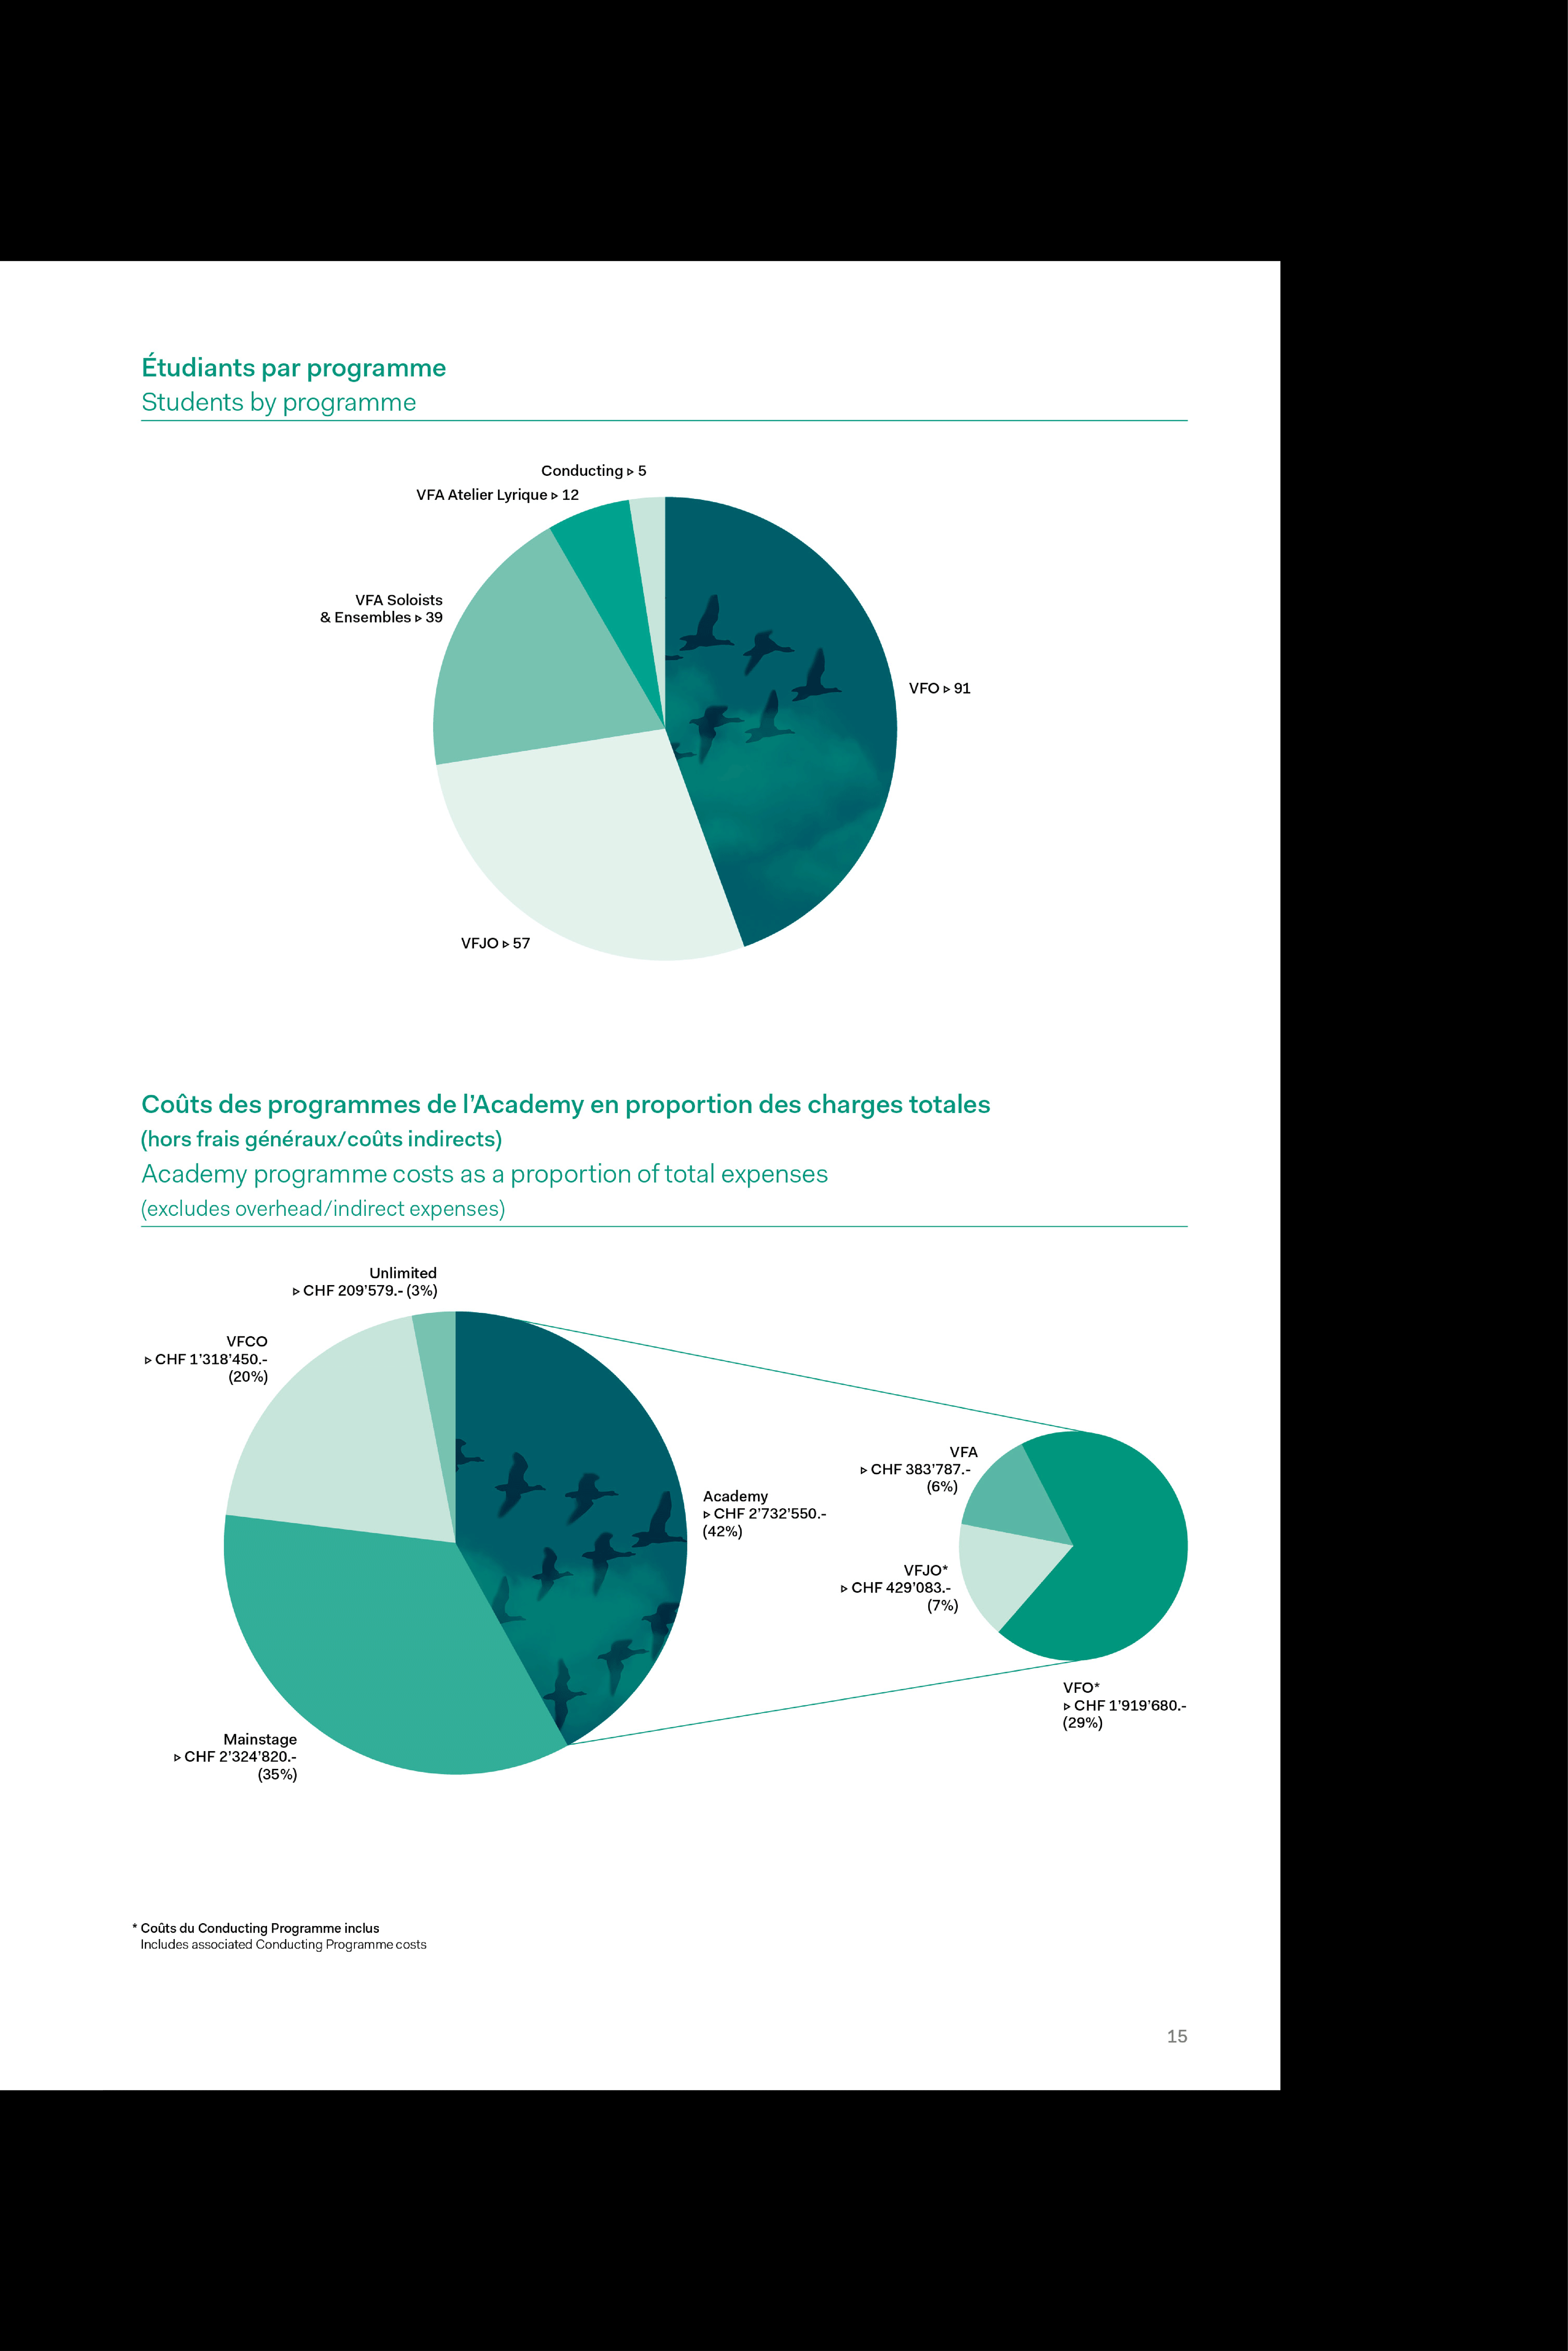 Étudiants par programme
Students by programme
Conducting ▹ 5
VFA Atelier Lyrique ▹ 12
VFA Soloists
& Ensembles ▹ 39
VFO ▹ 91
VFJO ▹ 57
Coûts des programmes de l’Academy en proportion des charges totales
(hors frais généraux/coûts indirects)
Academy programme costs as a proportion of total expenses
(excludes overhead/indirect expenses)
Unlimited
▹ CHF 209’579.- (3%)
VFCO
▹ CHF 1’318’450.-
(20%)
Academy
▹ CHF 2’732’550.-
(42%)
Mainstage
▹ CHF 2’324’820.-
(35%)
VFA
▹ CHF 383’787.-
(6%)
VFJO*
▹ CHF 429’083.-
(7%)
VFO*
▹ CHF 1’919’680.-
(29%)
* Coûts du Conducting Programme inclus
Includes associated Conducting Programme costs
15